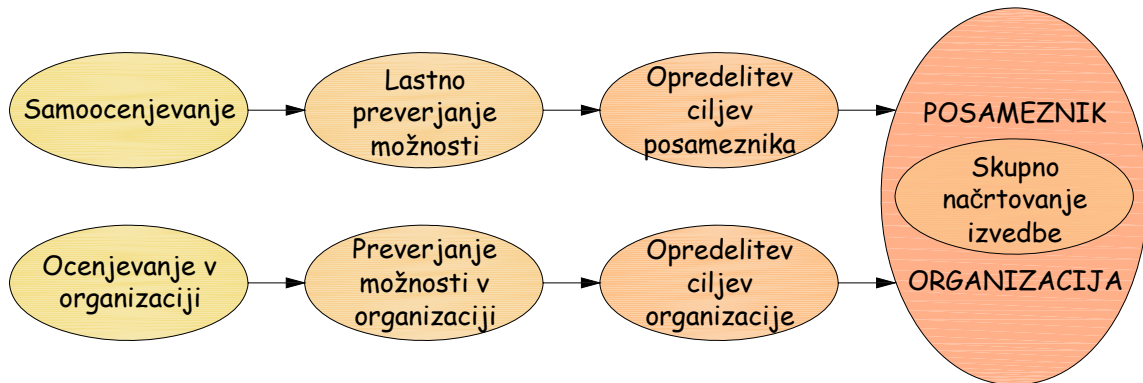 Samoocenjevanje
Lastno
preverjanje
možnosti
Opredelitev
ciljev
posameznika
POSAMEZNIK
Skupno
načrtovanje
izvedbe
ORGANIZACIJA
Ocenjevanje v
organizaciji
Preverjanje
možnosti v
organizaciji
Opredelitev
ciljev
organizacije